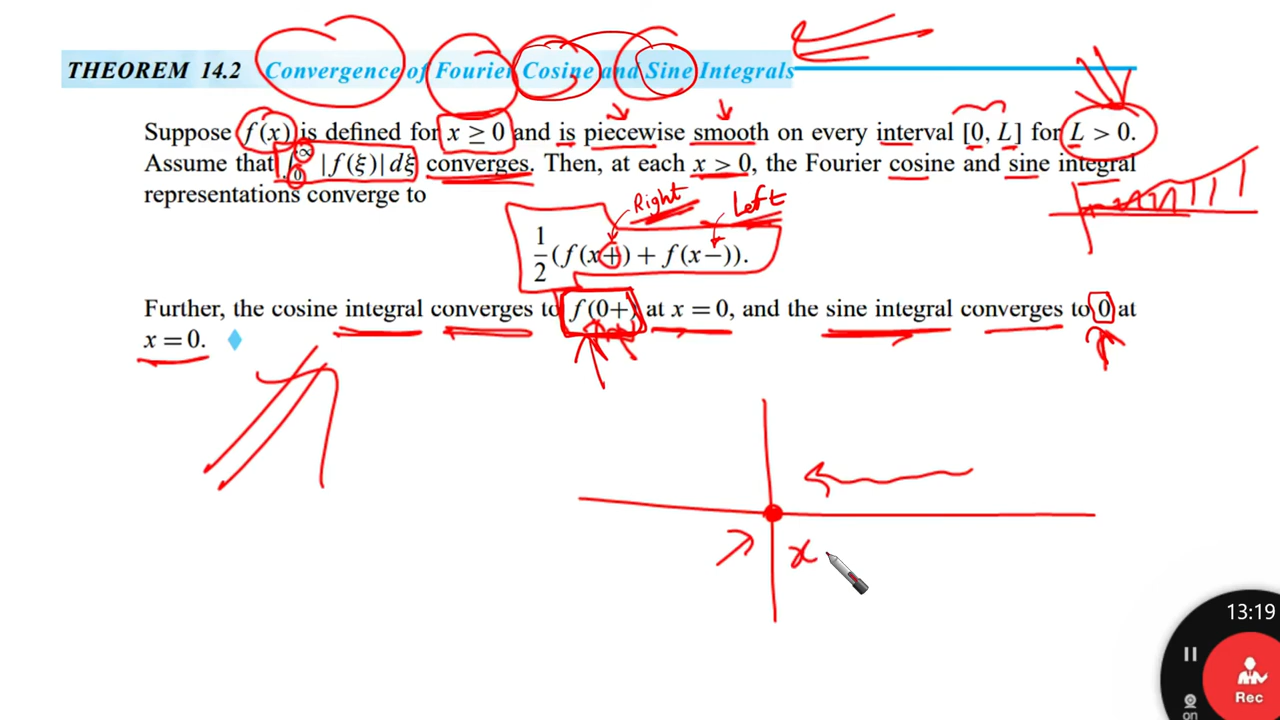 THEOREM 14.2 Convergence of Fourier Cosine and Sine Integrals
Suppose f(x) is defined for x ≥ 0 and is piecewise smooth on every interval [0, L] for L > 0.
Assume that ∫₀^∞ |f(ξ)| dξ converges. Then, at each x > 0, the Fourier cosine and sine integral
representations converge to
Right Left
1/2 (f(x+) + f(x−)).
Further, the cosine integral converges to f(0+) at x = 0, and the sine integral converges to 0 at
x = 0.
x
13:19
Rec
on